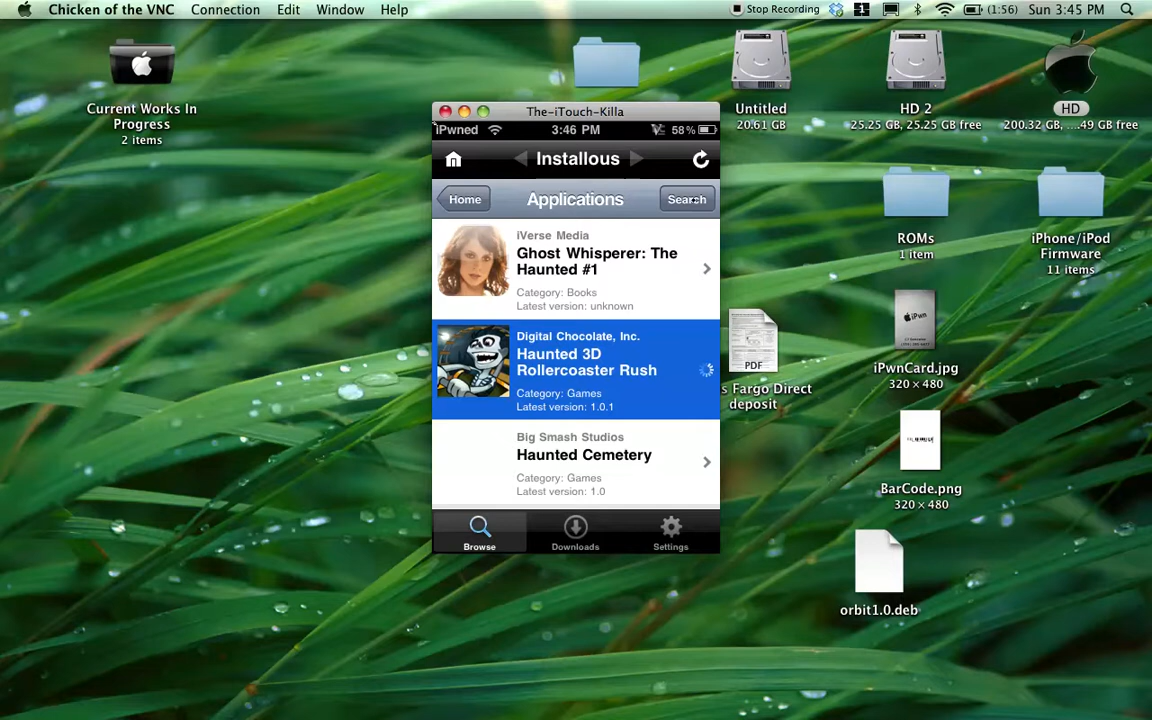 Chicken of the VNC Connection Edit Window Help Stop Recording 1 (1:56) Sun 3:45 PM
Current Works In
Progress
2 items
Untitled
20.61 GB
HD 2
25.25 GB, 25.25 GB free
HD
200.32 GB, ....49 GB free
The-iTouch-Killa
iPwned 3:46 PM 58%
Installous
Home Applications Search
iVerse Media
Ghost Whisperer: The
Haunted #1
Category: Books
Latest version: unknown
Digital Chocolate, Inc.
Haunted 3D
Rollercoaster Rush
Category: Games
Latest version: 1.0.1
Big Smash Studios
Haunted Cemetery
Category: Games
Latest version: 1.0
Browse Downloads Settings
ROMs
1 item
iPhone/iPod
Firmware
11 items
PDF
s Fargo Direct
deposit
iPwn
iPwnCard.jpg
320 × 480
BarCode.png
320 × 480
orbit1.0.deb